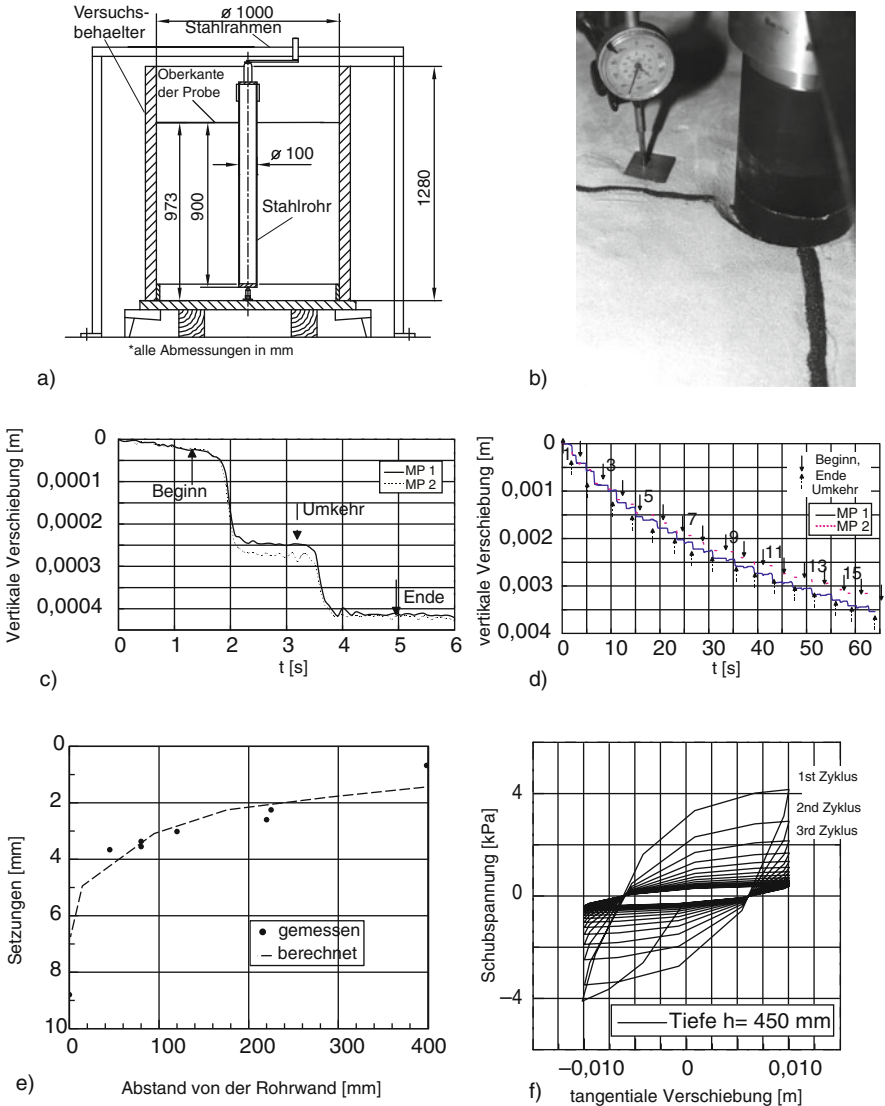 Versuchs-
behaelter
ø 1000
Stahlrahmen
Oberkante
der Probe
ø 100
973
900
1280
Stahlrohr
*alle Abmessungen in mm
a)
b)
Vertikale Verschiebung [m]
0
0,0001
0,0002
0,0003
0,0004
MP 1
MP 2
Beginn
Umkehr
Ende
0 1 2 3 4 5 6
t [s]
c)
vertikale Verschiebung [m]
0
0,001
0,002
0,003
0,004
1
3
5
7
9
11
13
15
Beginn,
Ende
Umkehr
MP 1
MP 2
0 10 20 30 40 50 60
t [s]
d)
Setzungen [mm]
0
2
4
6
8
10
gemessen
berechnet
0 100 200 300 400
Abstand von der Rohrwand [mm]
e)
Schubspannung [kPa]
4
0
−4
1st Zyklus
2nd Zyklus
3rd Zyklus
Tiefe h= 450 mm
−0,010 0 0,010
tangentiale Verschiebung [m]
f)